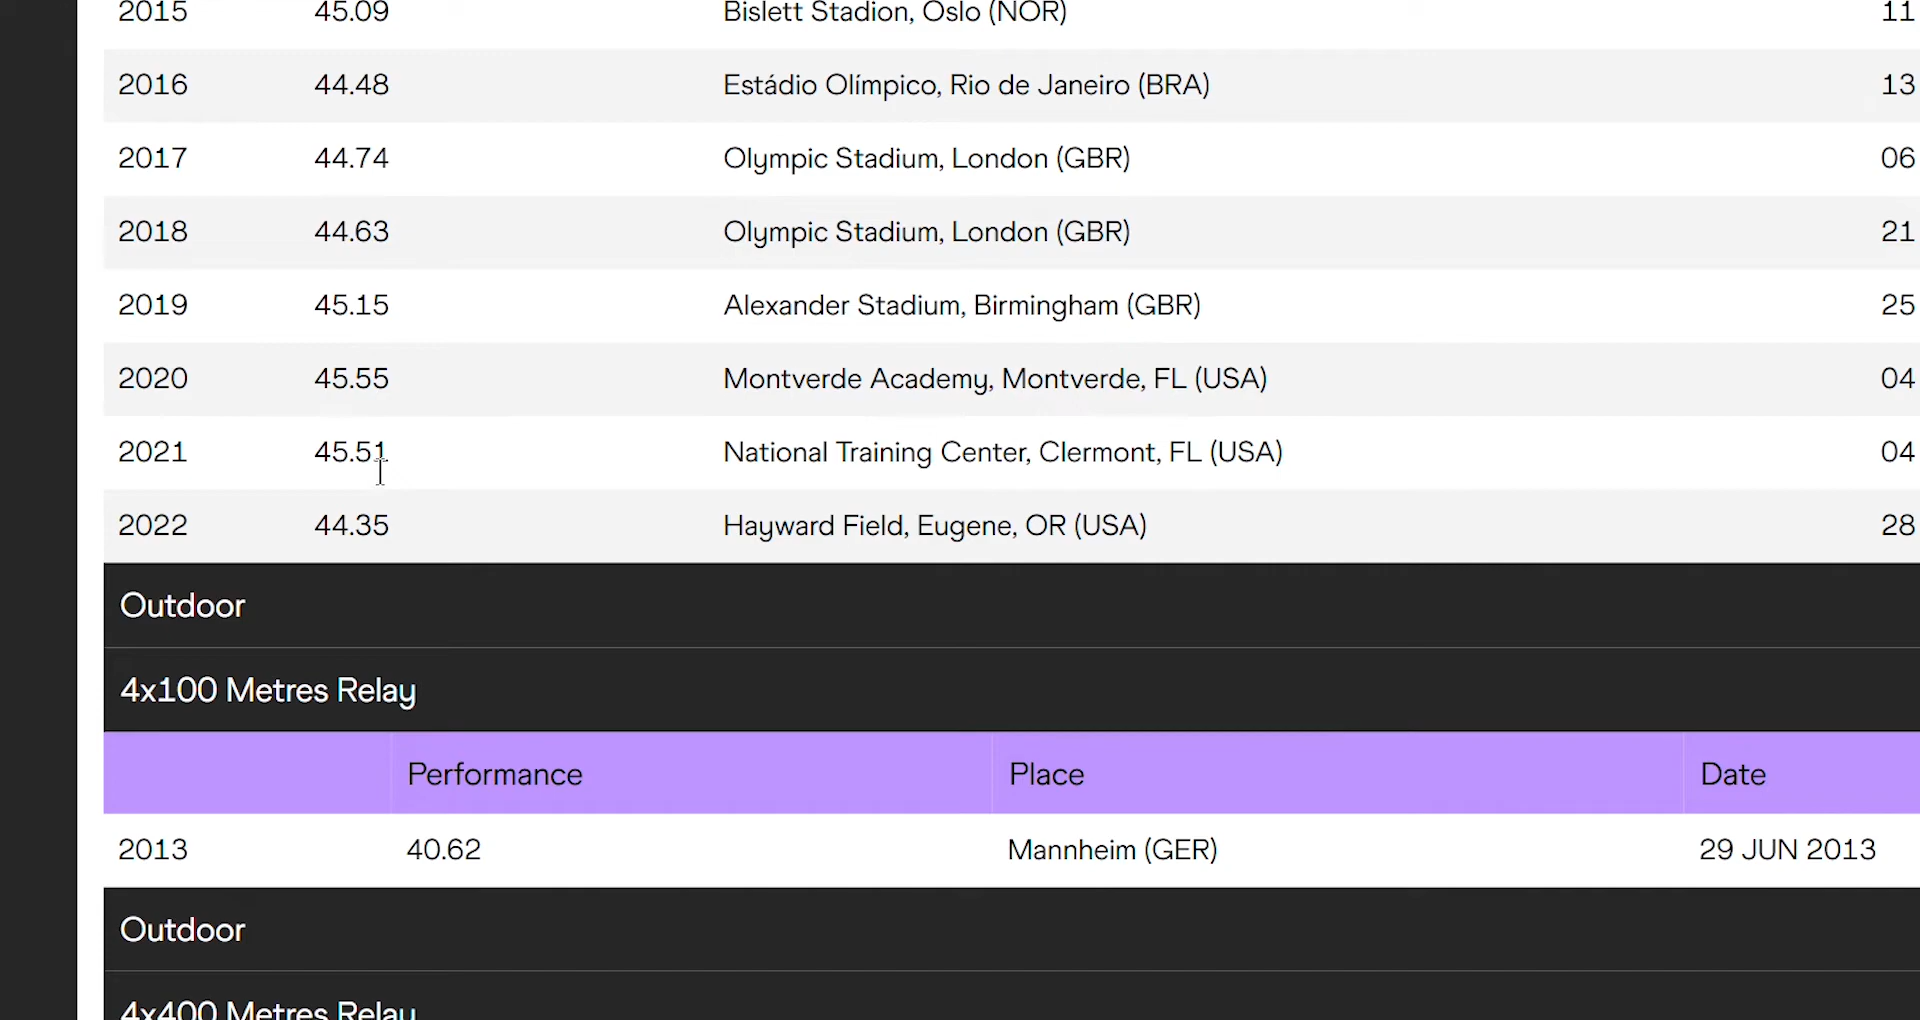 2015 45.09 Bislett Stadion, Oslo (NOR) 11
2016 44.48 Estádio Olímpico, Rio de Janeiro (BRA) 13
2017 44.74 Olympic Stadium, London (GBR) 06
2018 44.63 Olympic Stadium, London (GBR) 21
2019 45.15 Alexander Stadium, Birmingham (GBR) 25
2020 45.55 Montverde Academy, Montverde, FL (USA) 04
2021 45.51 National Training Center, Clermont, FL (USA) 04
2022 44.35 Hayward Field, Eugene, OR (USA) 28
Outdoor
4x100 Metres Relay
Performance Place Date
2013 40.62 Mannheim (GER) 29 JUN 2013
Outdoor
4x400 Metres Relay